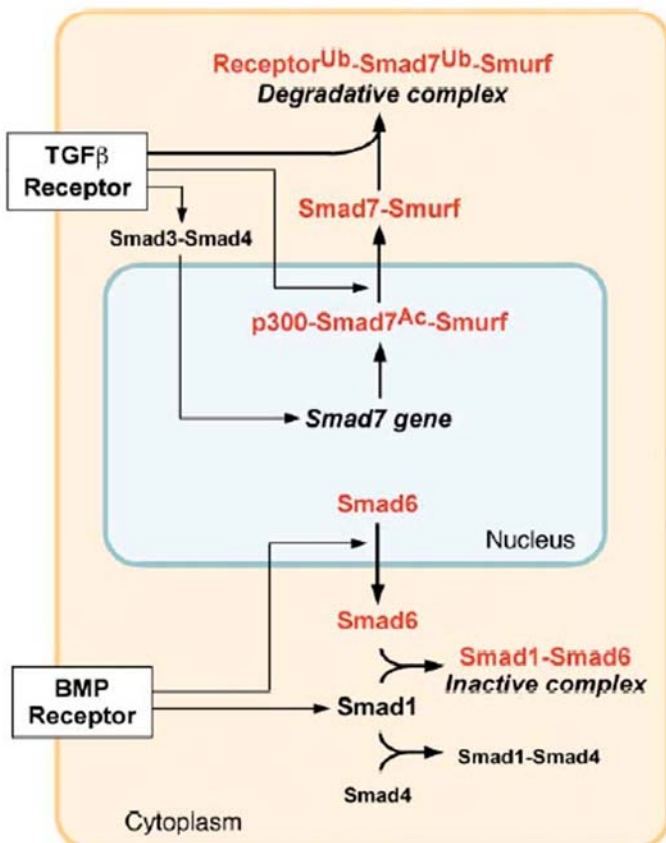 Receptor^Ub-Smad7^Ub-Smurf
Degradative complex
TGFβ
Receptor
Smad7-Smurf
Smad3-Smad4
p300-Smad7^Ac-Smurf
Smad7 gene
Smad6
Nucleus
Smad6
Smad1-Smad6
Inactive complex
BMP
Receptor
Smad1
Smad1-Smad4
Smad4
Cytoplasm